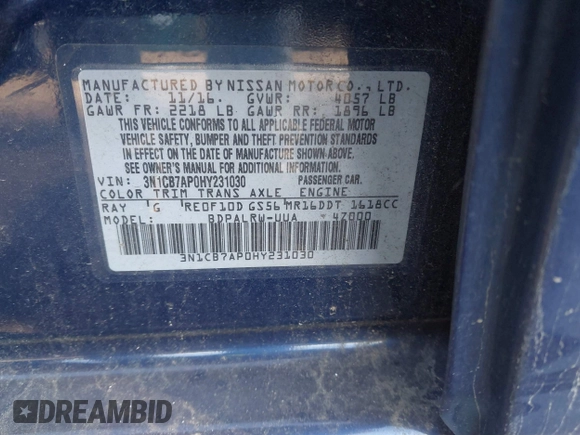 MANUFACTURED BY NISSAN MOTOR CO., LTD.
DATE: 11/16. GVWR: 4057 LB
GAWR FR: 2218 LB GAWR RR: 1896 LB
THIS VEHICLE CONFORMS TO ALL APPLICABLE FEDERAL MOTOR
VEHICLE SAFETY, BUMPER AND THEFT PREVENTION STANDARDS
IN EFFECT ON THE DATE OF MANUFACTURE SHOWN ABOVE.
SEE OWNER'S MANUAL FOR ADDITIONAL INFORMATION.
VIN: 3N1CB7AP0HY231030 PASSENGER CAR.
COLOR TRIM TRANS AXLE ENGINE
RAY G RE0F10D GS56 MR16DDT 1618CC
MODEL: BDPALRW-UUA 4Z000
3N1CB7AP0HY231030
DREAMBID